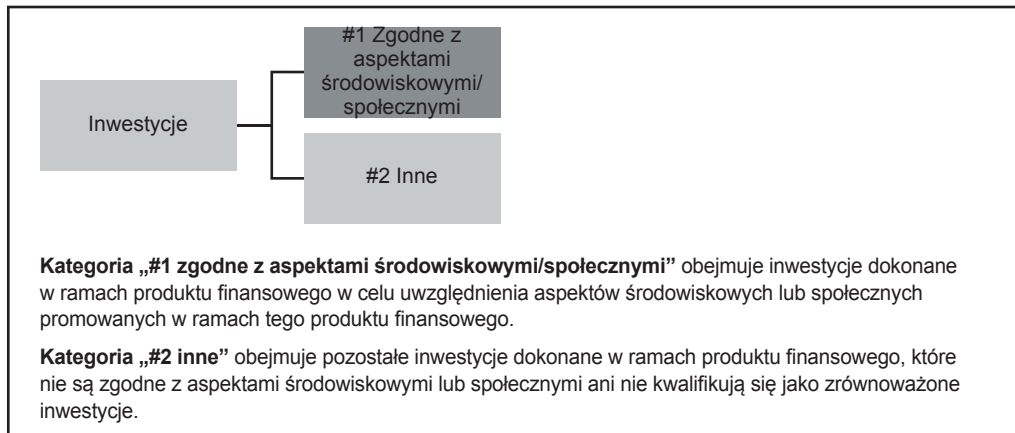 #1 Zgodne z
aspektami
środowiskowymi/
społecznymi
Inwestycje
#2 Inne
Kategoria „#1 zgodne z aspektami środowiskowymi/społecznymi” obejmuje inwestycje dokonane
w ramach produktu finansowego w celu uwzględnienia aspektów środowiskowych lub społecznych
promowanych w ramach tego produktu finansowego.
Kategoria „#2 inne” obejmuje pozostałe inwestycje dokonane w ramach produktu finansowego, które
nie są zgodne z aspektami środowiskowymi lub społecznymi ani nie kwalifikują się jako zrównoważone
inwestycje.